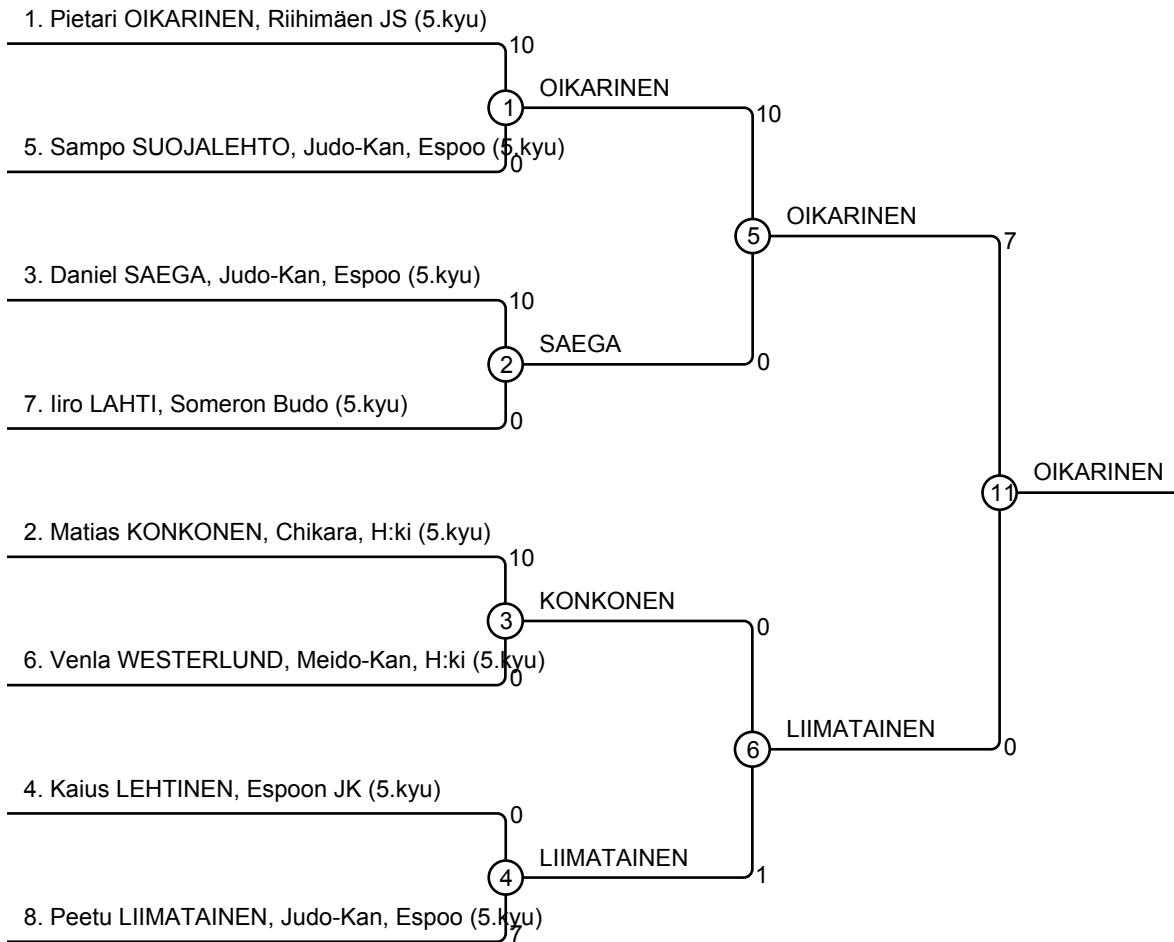 1. Pietari OIKARINEN, Riihimäen JS (5.kyu)
10
1
OIKARINEN
10
5. Sampo SUOJALEHTO, Judo-Kan, Espoo (5.kyu)
0
5
OIKARINEN
7
3. Daniel SAEGA, Judo-Kan, Espoo (5.kyu)
10
2
SAEGA
0
7. Iiro LAHTI, Someron Budo (5.kyu)
0
11
OIKARINEN
2. Matias KONKONEN, Chikara, H:ki (5.kyu)
10
3
KONKONEN
0
6. Venla WESTERLUND, Meido-Kan, H:ki (5.kyu)
0
6
LIIMATAINEN
0
4. Kaius LEHTINEN, Espoon JK (5.kyu)
0
4
LIIMATAINEN
1
8. Peetu LIIMATAINEN, Judo-Kan, Espoo (5.kyu)
7